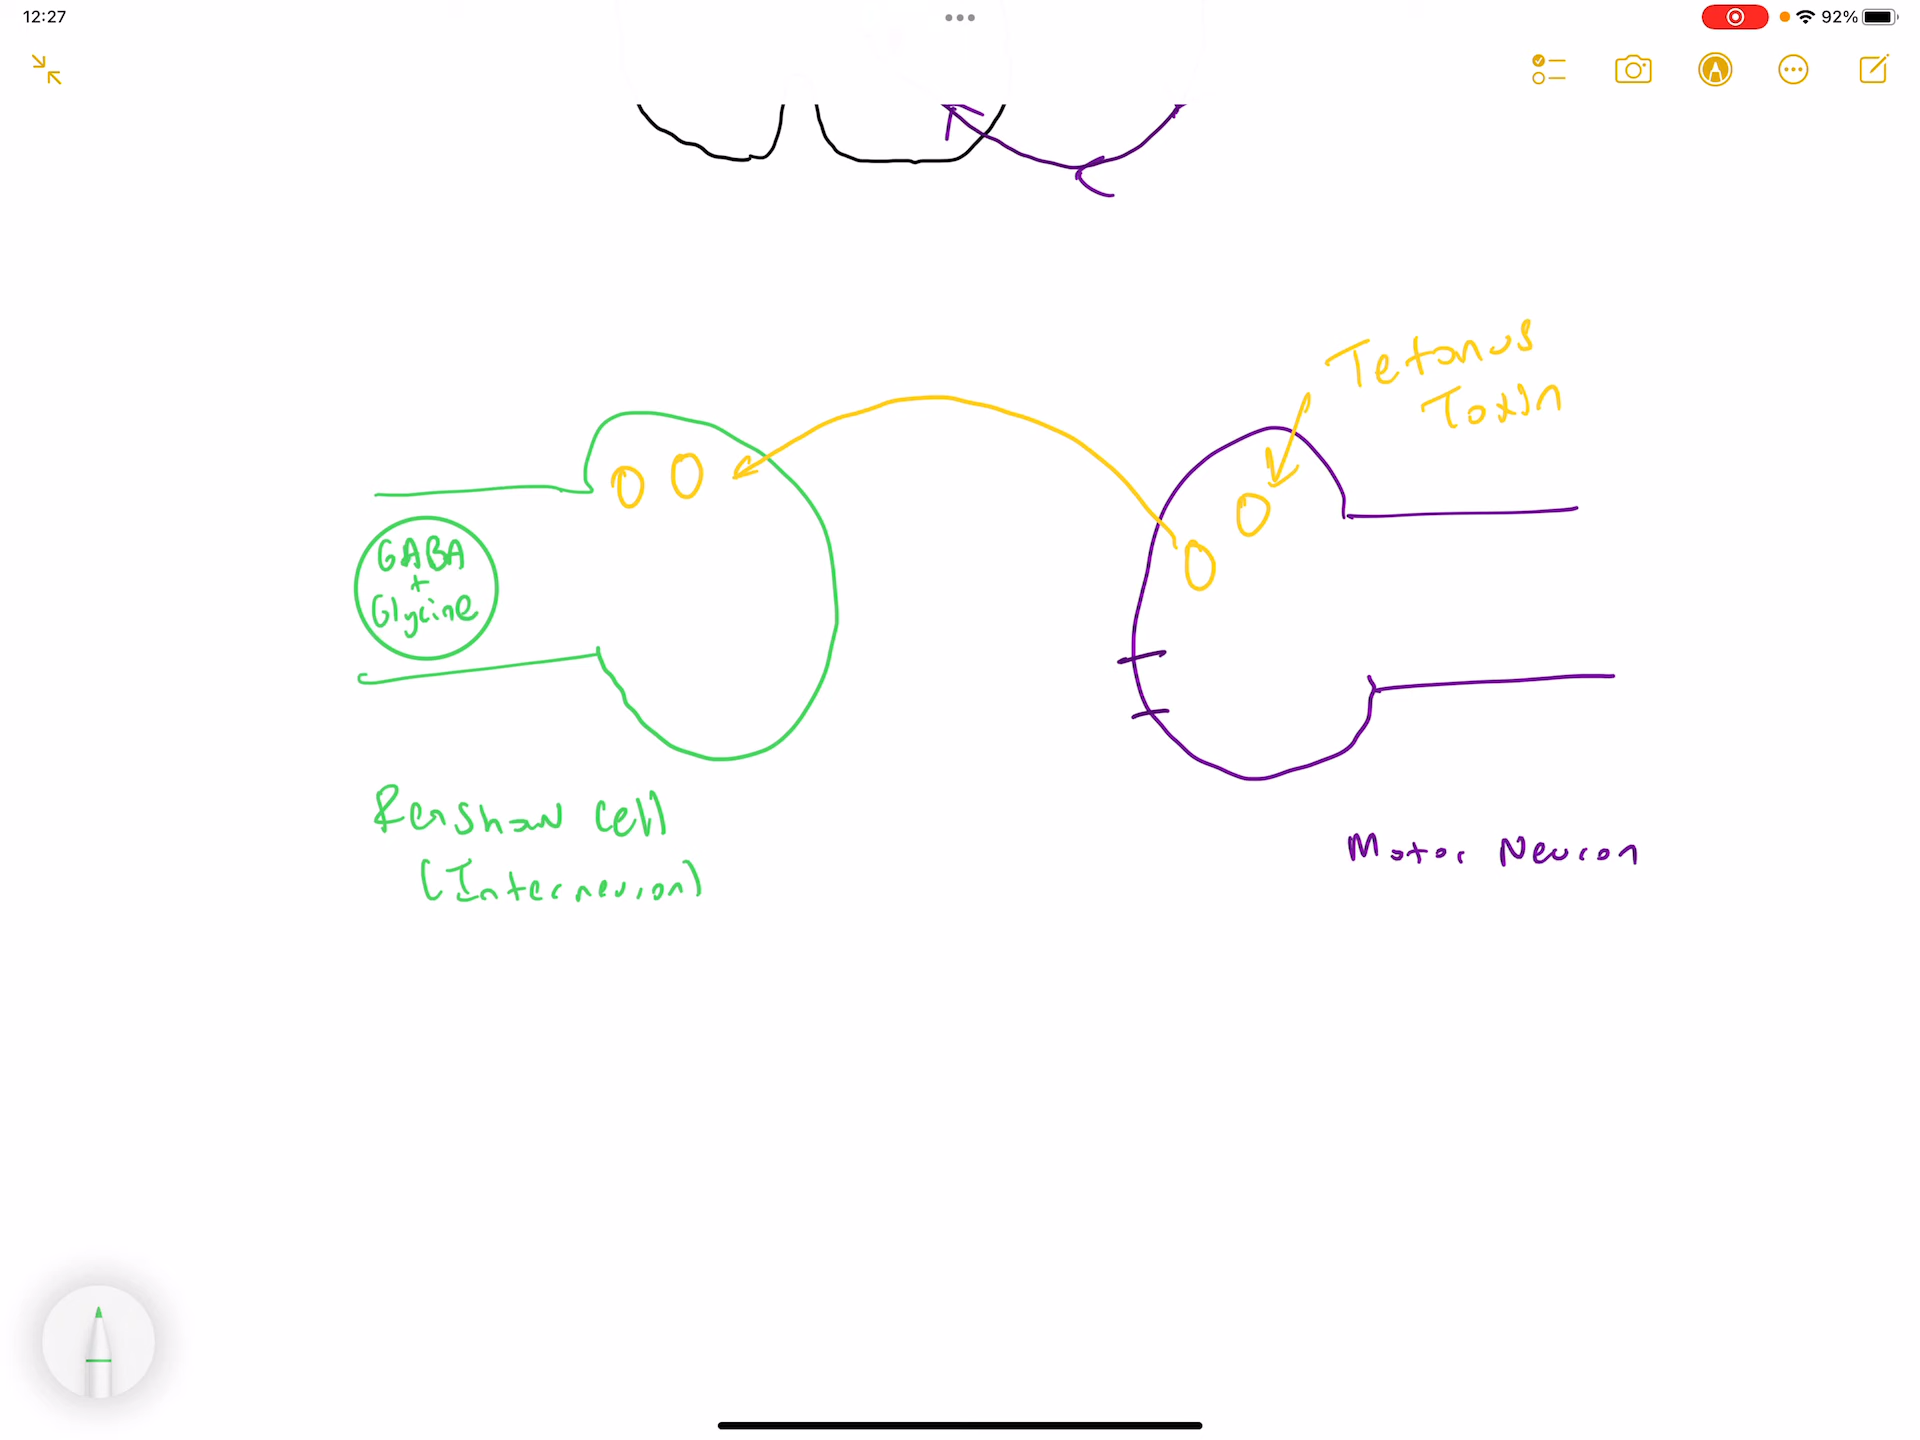 12:27
92%
Tetanus
Toxin
GABA
+
Glycine
Renshaw Cell
(Interneuron)
Motor Neuron